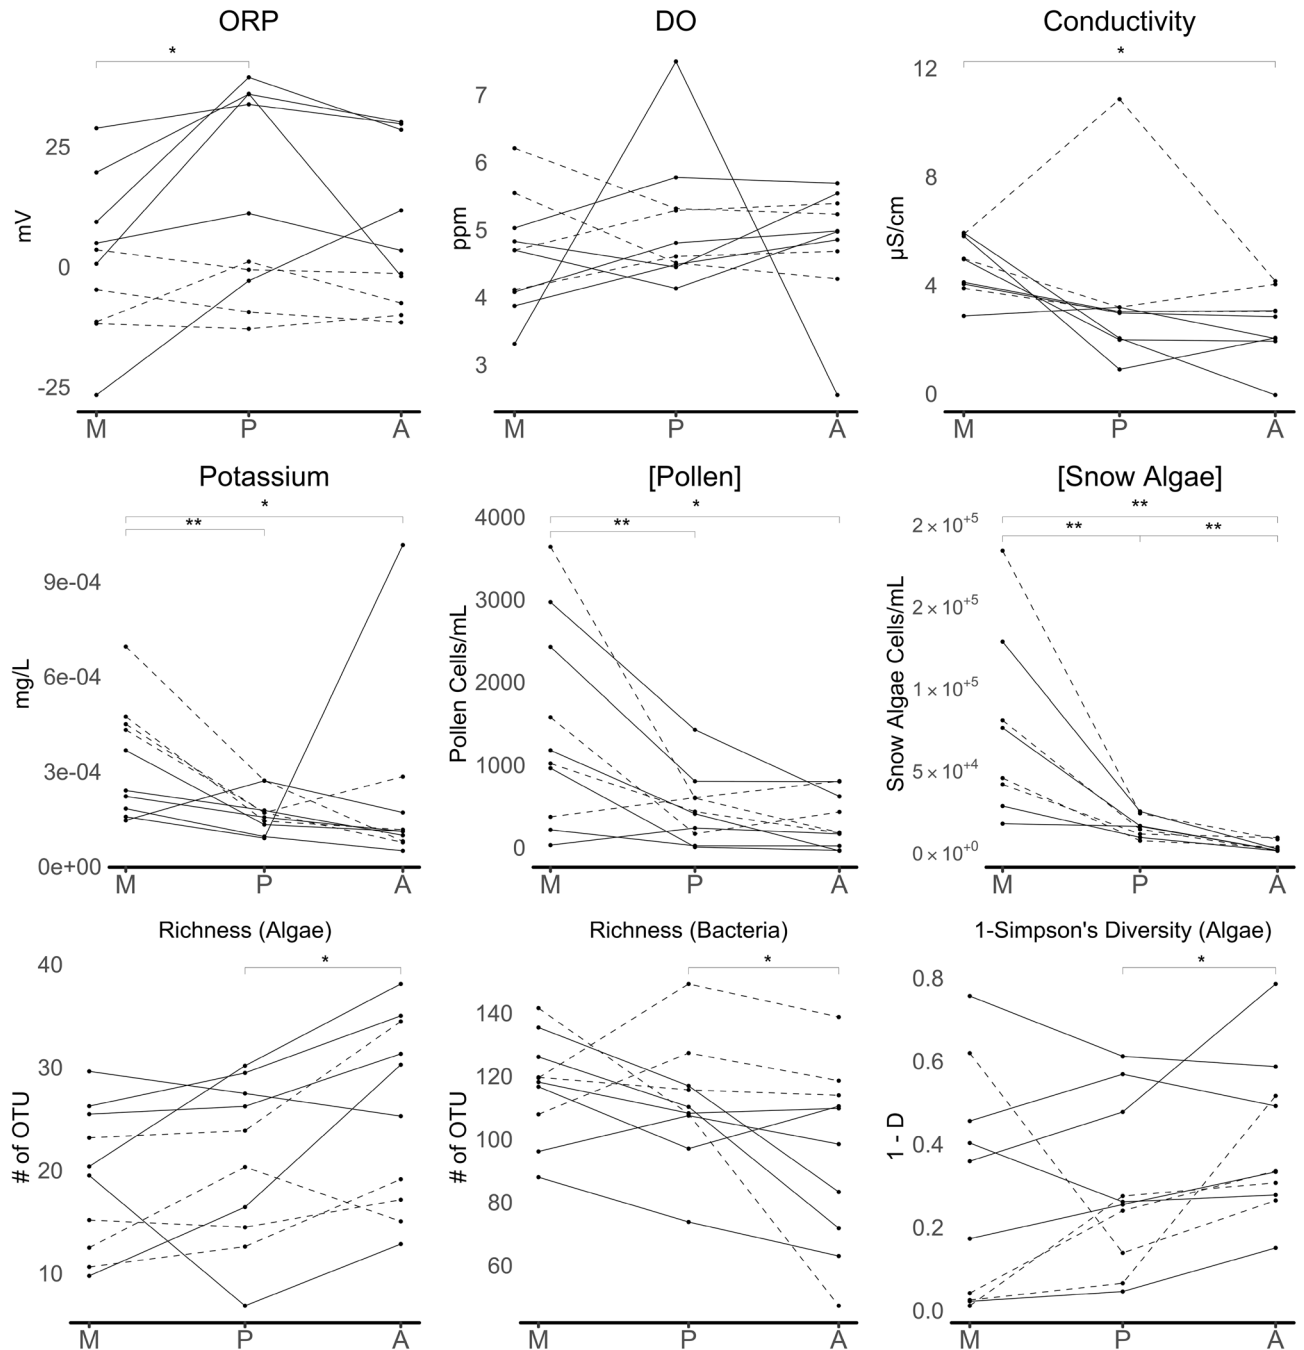 ORP
DO
Conductivity
*
*
mV
25
0
-25
M P A
ppm
7
6
5
4
3
M P A
µS/cm
12
8
4
0
M P A
Potassium
[Pollen]
[Snow Algae]
*
**
*
**
**
**
**
mg/L
9e-04
6e-04
3e-04
0e+00
M P A
Pollen Cells/mL
4000
3000
2000
1000
0
M P A
Snow Algae Cells/mL
2 × 10+5
2 × 10+5
1 × 10+5
5 × 10+4
0 × 10+0
M P A
Richness (Algae)
Richness (Bacteria)
1-Simpson's Diversity (Algae)
*
*
*
# of OTU
40
30
20
10
M P A
# of OTU
140
120
100
80
60
M P A
1 - D
0.8
0.6
0.4
0.2
0.0
M P A